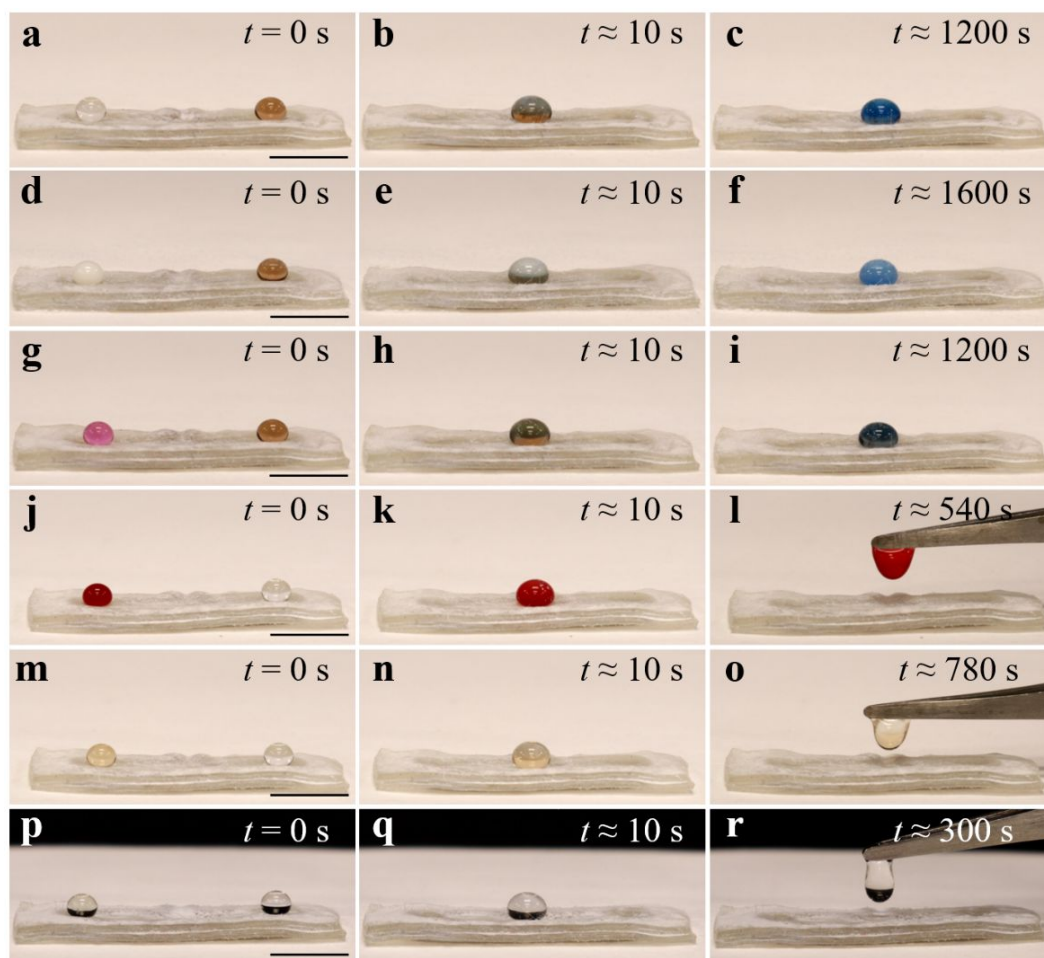 a t = 0 s b t ≈ 10 s c t ≈ 1200 s
d t = 0 s e t ≈ 10 s f t ≈ 1600 s
g t = 0 s h t ≈ 10 s i t ≈ 1200 s
j t = 0 s k t ≈ 10 s l t ≈ 540 s
m t = 0 s n t ≈ 10 s o t ≈ 780 s
p t = 0 s q t ≈ 10 s r t ≈ 300 s